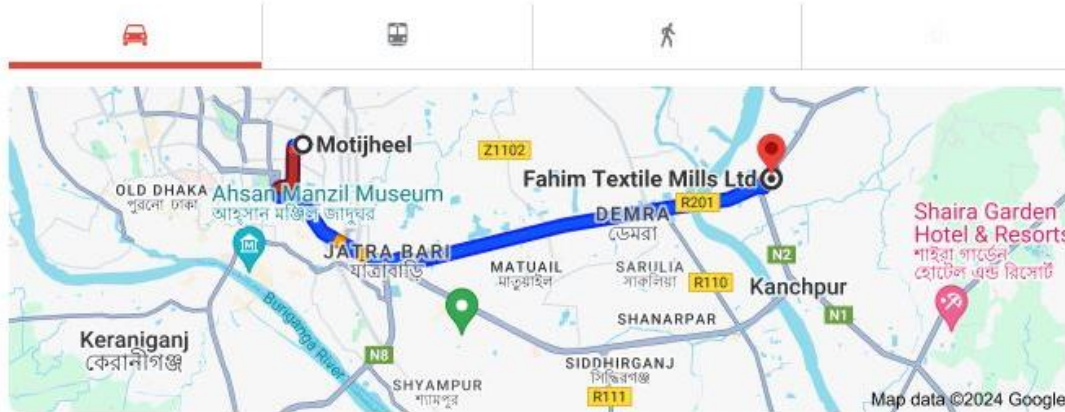 Motijheel
Z1102
OLD DHAKA
পুরনো ঢাকা
Ahsan Manzil Museum
আহসান মঞ্জিল জাদুঘর
Fahim Textile Mills Ltd
R201
DEMRA
ডেমরা
JATRA BARI
যাত্রাবাড়ি
Shaira Garden
Hotel & Resorts
শাইরা গার্ডেন
হোটেল এন্ড রিসোর্ট
MATUAIL
মাতুয়াইল
SARULIA
সারুলিয়া
N2
R110
Kanchpur
Buriganga River
SHANARPAR
N1
Keraniganj
কেরানীগঞ্জ
N8
SIDDHIRGANJ
সিদ্ধিরগঞ্জ
SHYAMPUR
শ্যামপুর
R111
Map data ©2024 Google